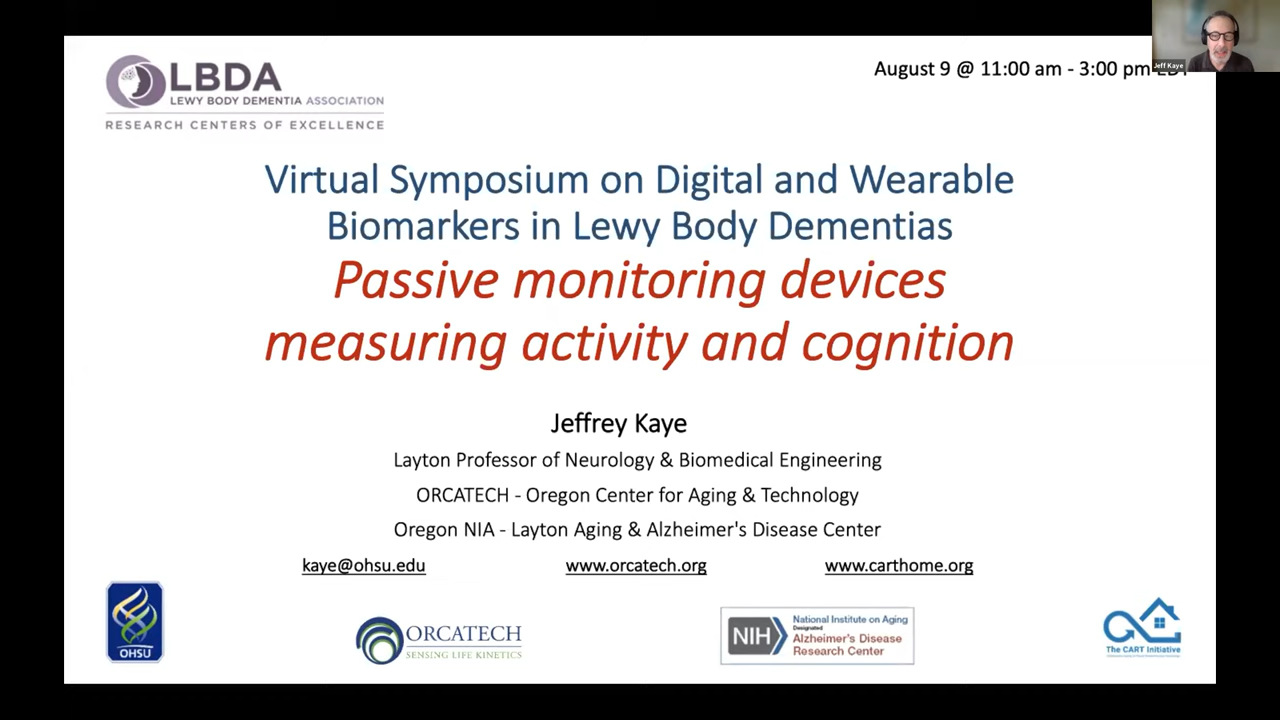 LBDA
LEWY BODY DEMENTIA ASSOCIATION
RESEARCH CENTERS OF EXCELLENCE
August 9 @ 11:00 am - 3:00 pm EDT
Jeff Kaye
Virtual Symposium on Digital and Wearable
Biomarkers in Lewy Body Dementias
Passive monitoring devices
measuring activity and cognition
Jeffrey Kaye
Layton Professor of Neurology & Biomedical Engineering
ORCATECH - Oregon Center for Aging & Technology
Oregon NIA - Layton Aging & Alzheimer's Disease Center
kaye@ohsu.edu www.orcatech.org www.carthome.org
OHSU
ORCATECH
SENSING LIFE KINETICS
NIH
National Institute on Aging
Designated
Alzheimer's Disease
Research Center
The CART Initiative